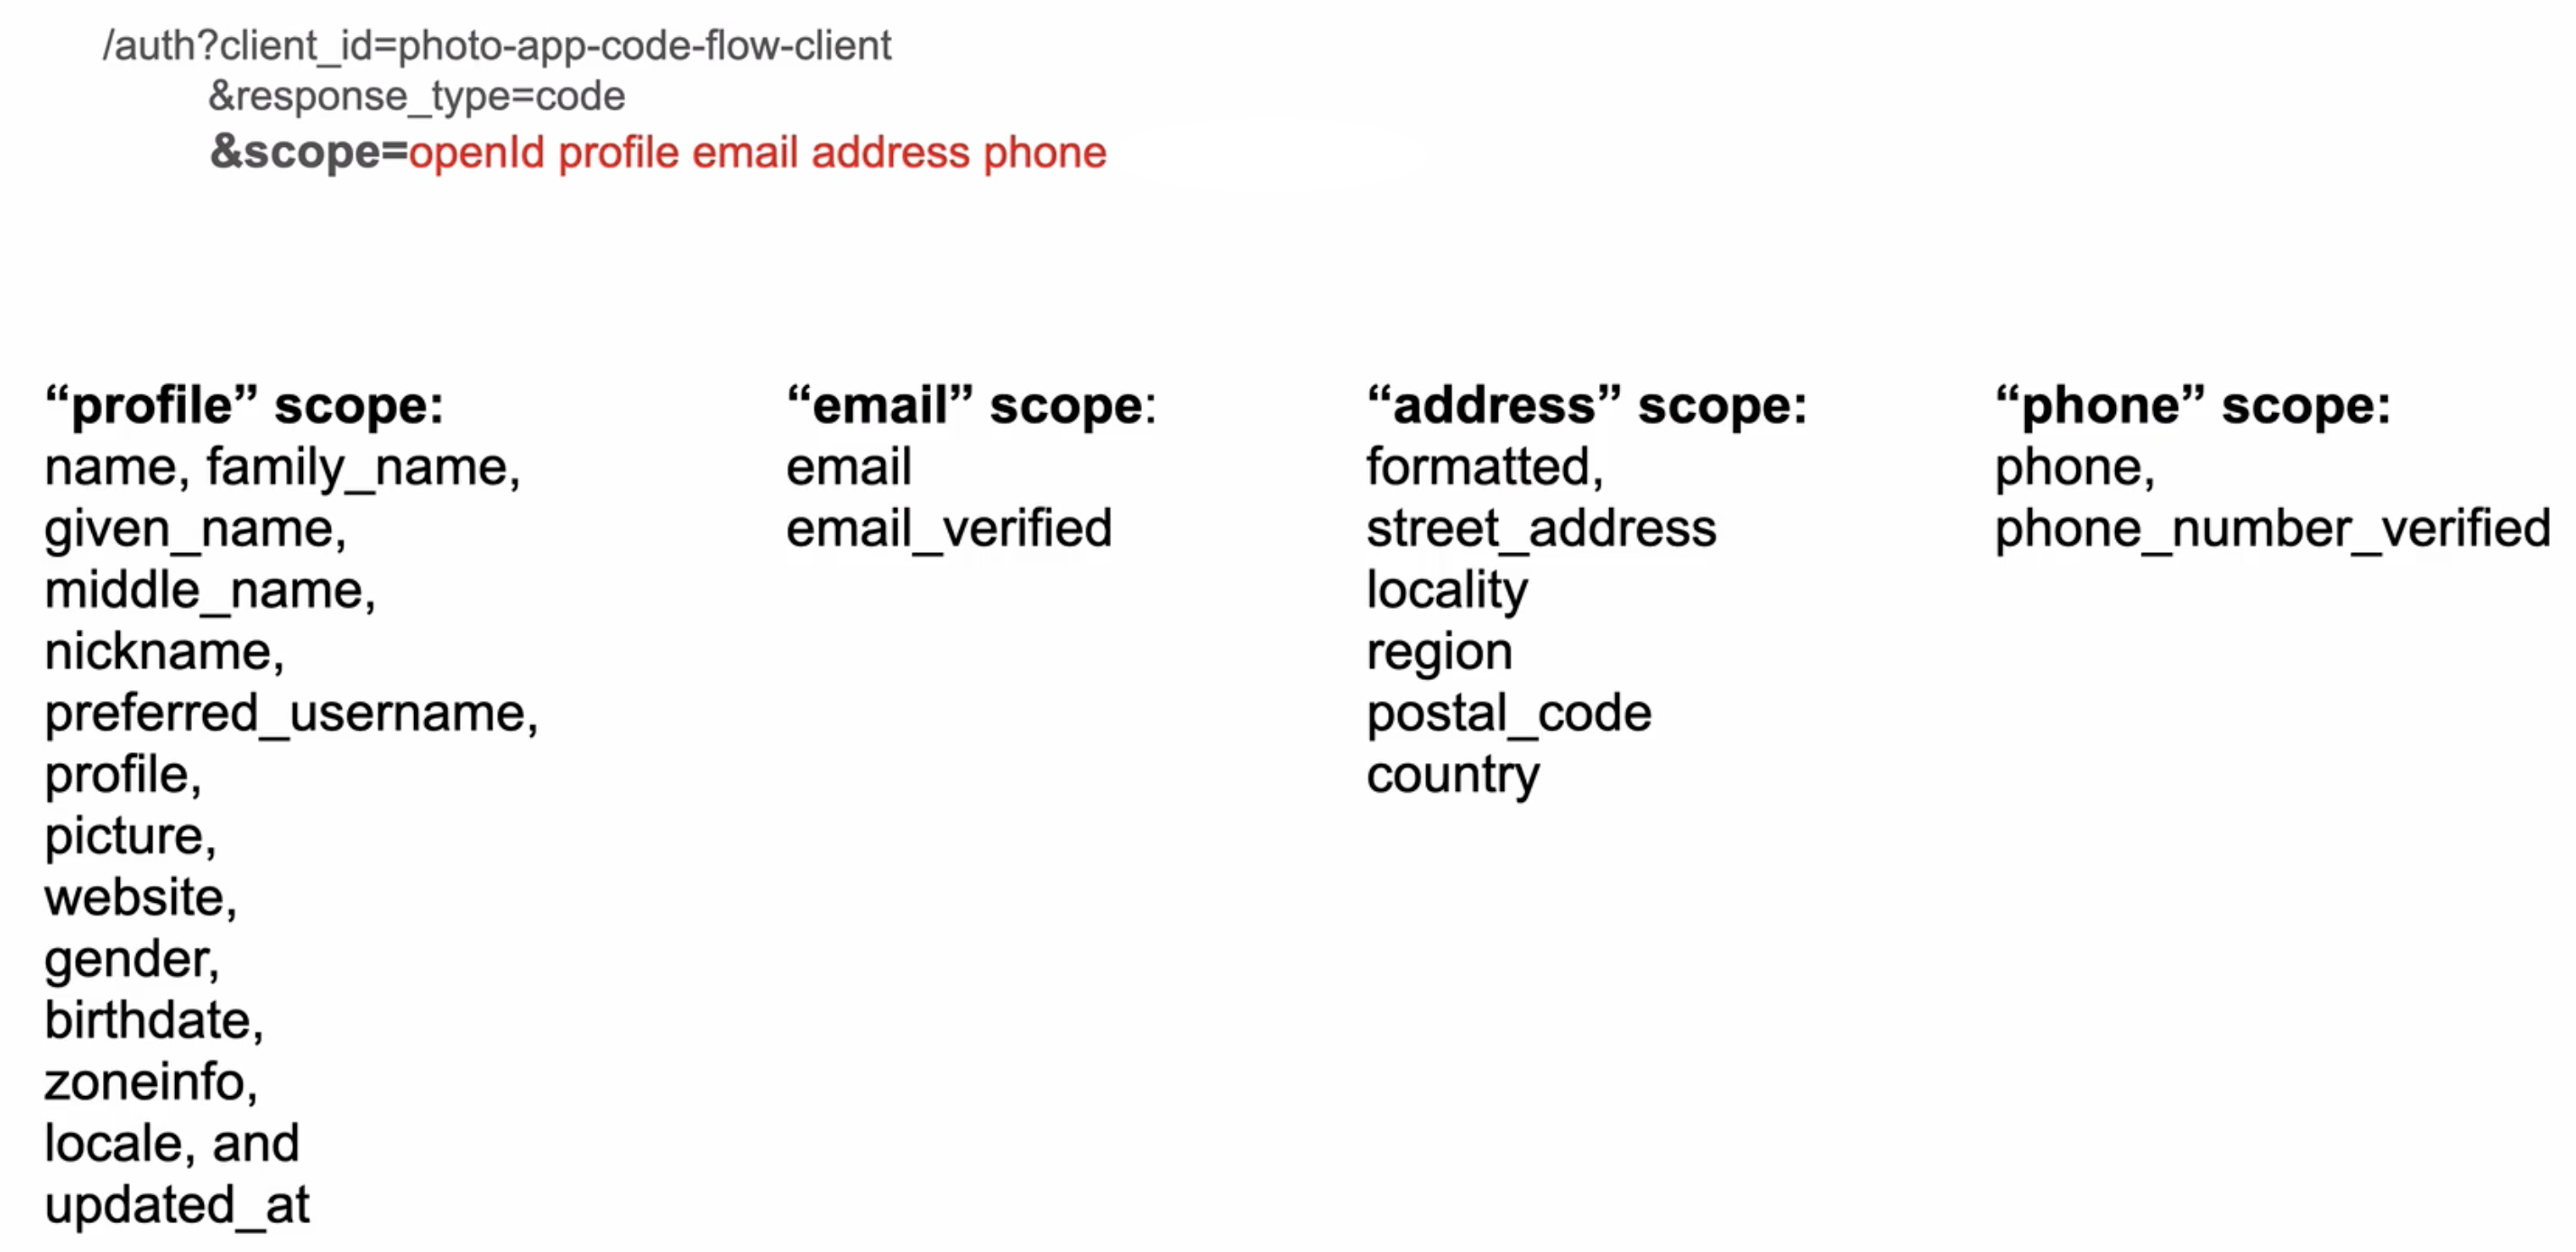 /auth?client_id=photo-app-code-flow-client
&response_type=code
&scope=openId profile email address phone
“profile” scope:
name, family_name,
given_name,
middle_name,
nickname,
preferred_username,
profile,
picture,
website,
gender,
birthdate,
zoneinfo,
locale, and
updated_at
“email” scope:
email
email_verified
“address” scope:
formatted,
street_address
locality
region
postal_code
country
“phone” scope:
phone,
phone_number_verified